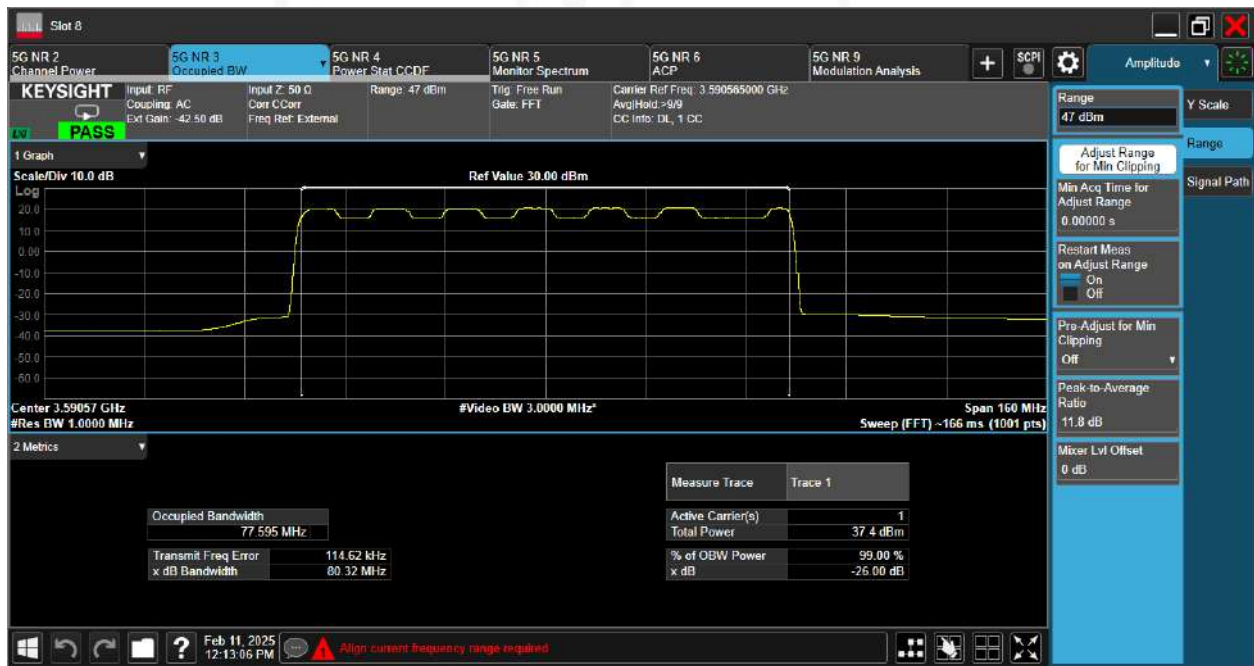 Slot 8
5G NR 2
Channel Power
5G NR 3
Occupied BW
5G NR 4
Power Stat CCDF
5G NR 5
Monitor Spectrum
5G NR 6
ACP
5G NR 9
Modulation Analysis
+
SCPI
Amplitude
KEYSIGHT
LXI
PASS
Input: RF
Coupling: AC
Ext Gain: -42.50 dB
Input Z: 50 Ω
Corr CCorr
Freq Ref: External
Range: 47 dBm
Trig: Free Run
Gate: FFT
Carrier Ref Freq: 3.590565000 GHz
Avg|Hold:>9/9
CC Info: DL, 1 CC
1 Graph
Scale/Div 10.0 dB
Ref Value 30.00 dBm
Log
20.0
10.0
0.00
-10.0
-20.0
-30.0
-40.0
-50.0
-60.0
Center 3.59057 GHz
#Video BW 3.0000 MHz*
Span 160 MHz
#Res BW 1.0000 MHz
Sweep (FFT) ~166 ms (1001 pts)
2 Metrics
Measure Trace Trace 1
Occupied Bandwidth
77.595 MHz
Active Carrier(s) 1
Total Power 37.4 dBm
Transmit Freq Error 114.62 kHz
x dB Bandwidth 80.32 MHz
% of OBW Power 99.00 %
x dB -26.00 dB
Range
47 dBm
Adjust Range
for Min Clipping
Min Acq Time for
Adjust Range
0.00000 s
Restart Meas
on Adjust Range
On
Off
Pre-Adjust for Min
Clipping
Off
Peak-to-Average
Ratio
11.8 dB
Mixer Lvl Offset
0 dB
Y Scale
Range
Signal Path
?
Feb 11, 2025
12:13:06 PM
Align current frequency range required